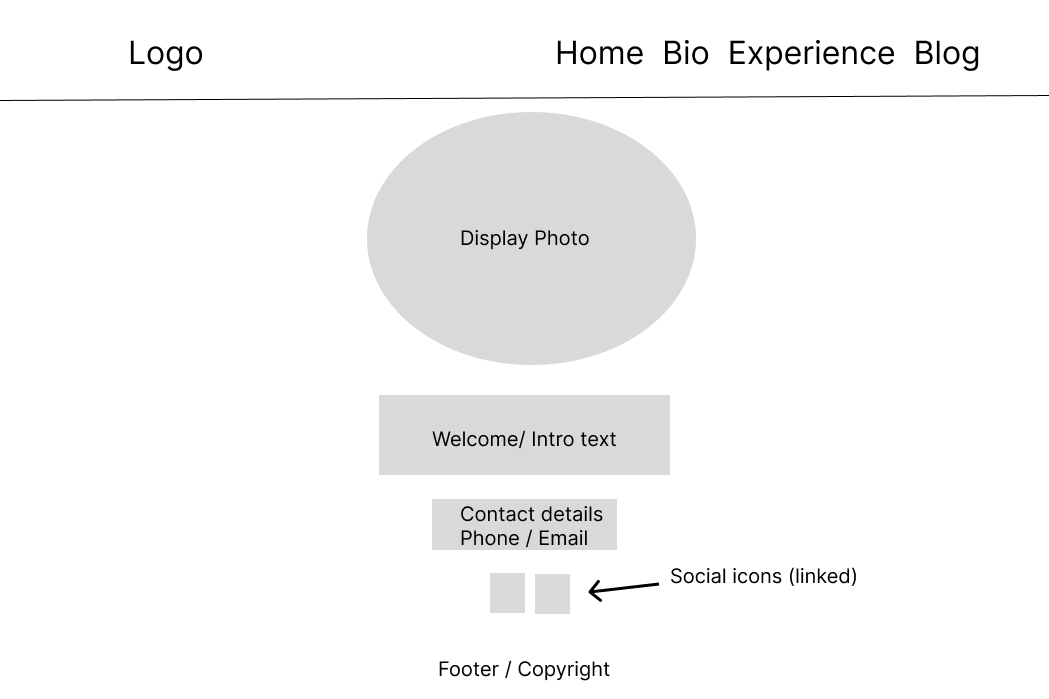 Logo
Home Bio Experience Blog
Display Photo
Welcome/ Intro text
Contact details
Phone / Email
Social icons (linked)
Footer / Copyright